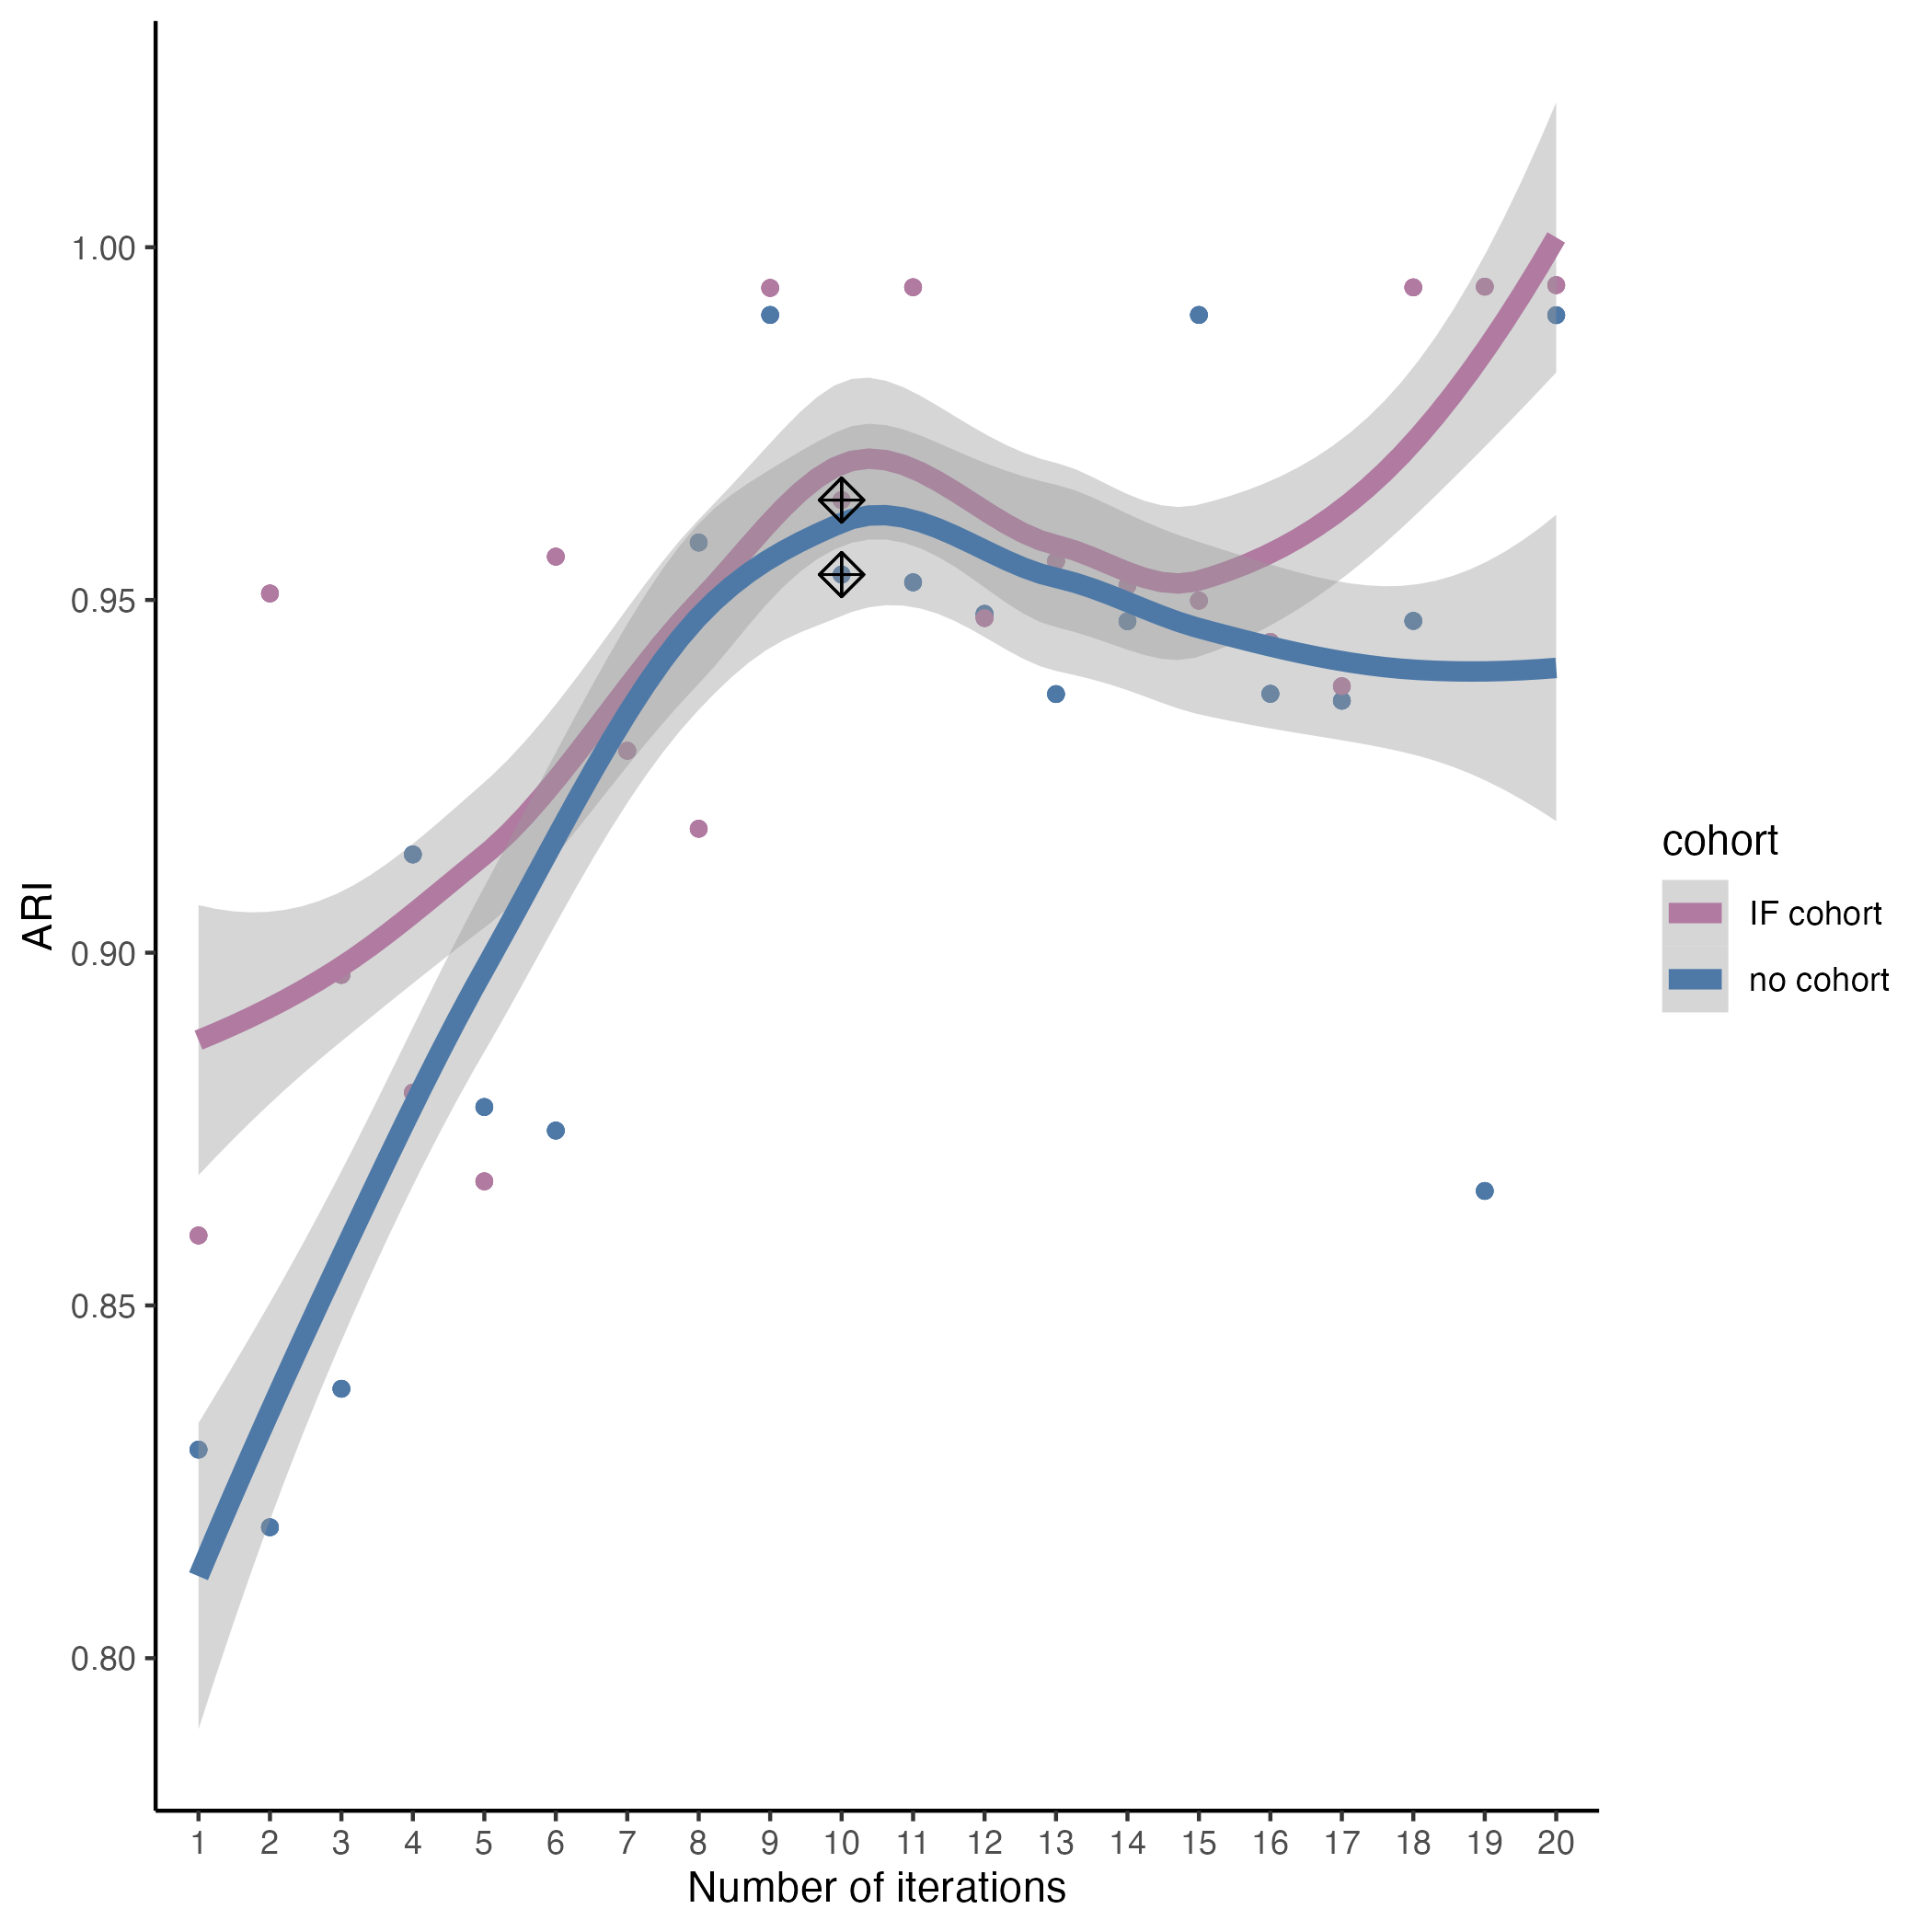 1.00
0.95
0.90
0.85
0.80
ARI
1 2 3 4 5 6 7 8 9 10 11 12 13 14 15 16 17 18 19 20
Number of iterations
cohort
IF cohort
no cohort